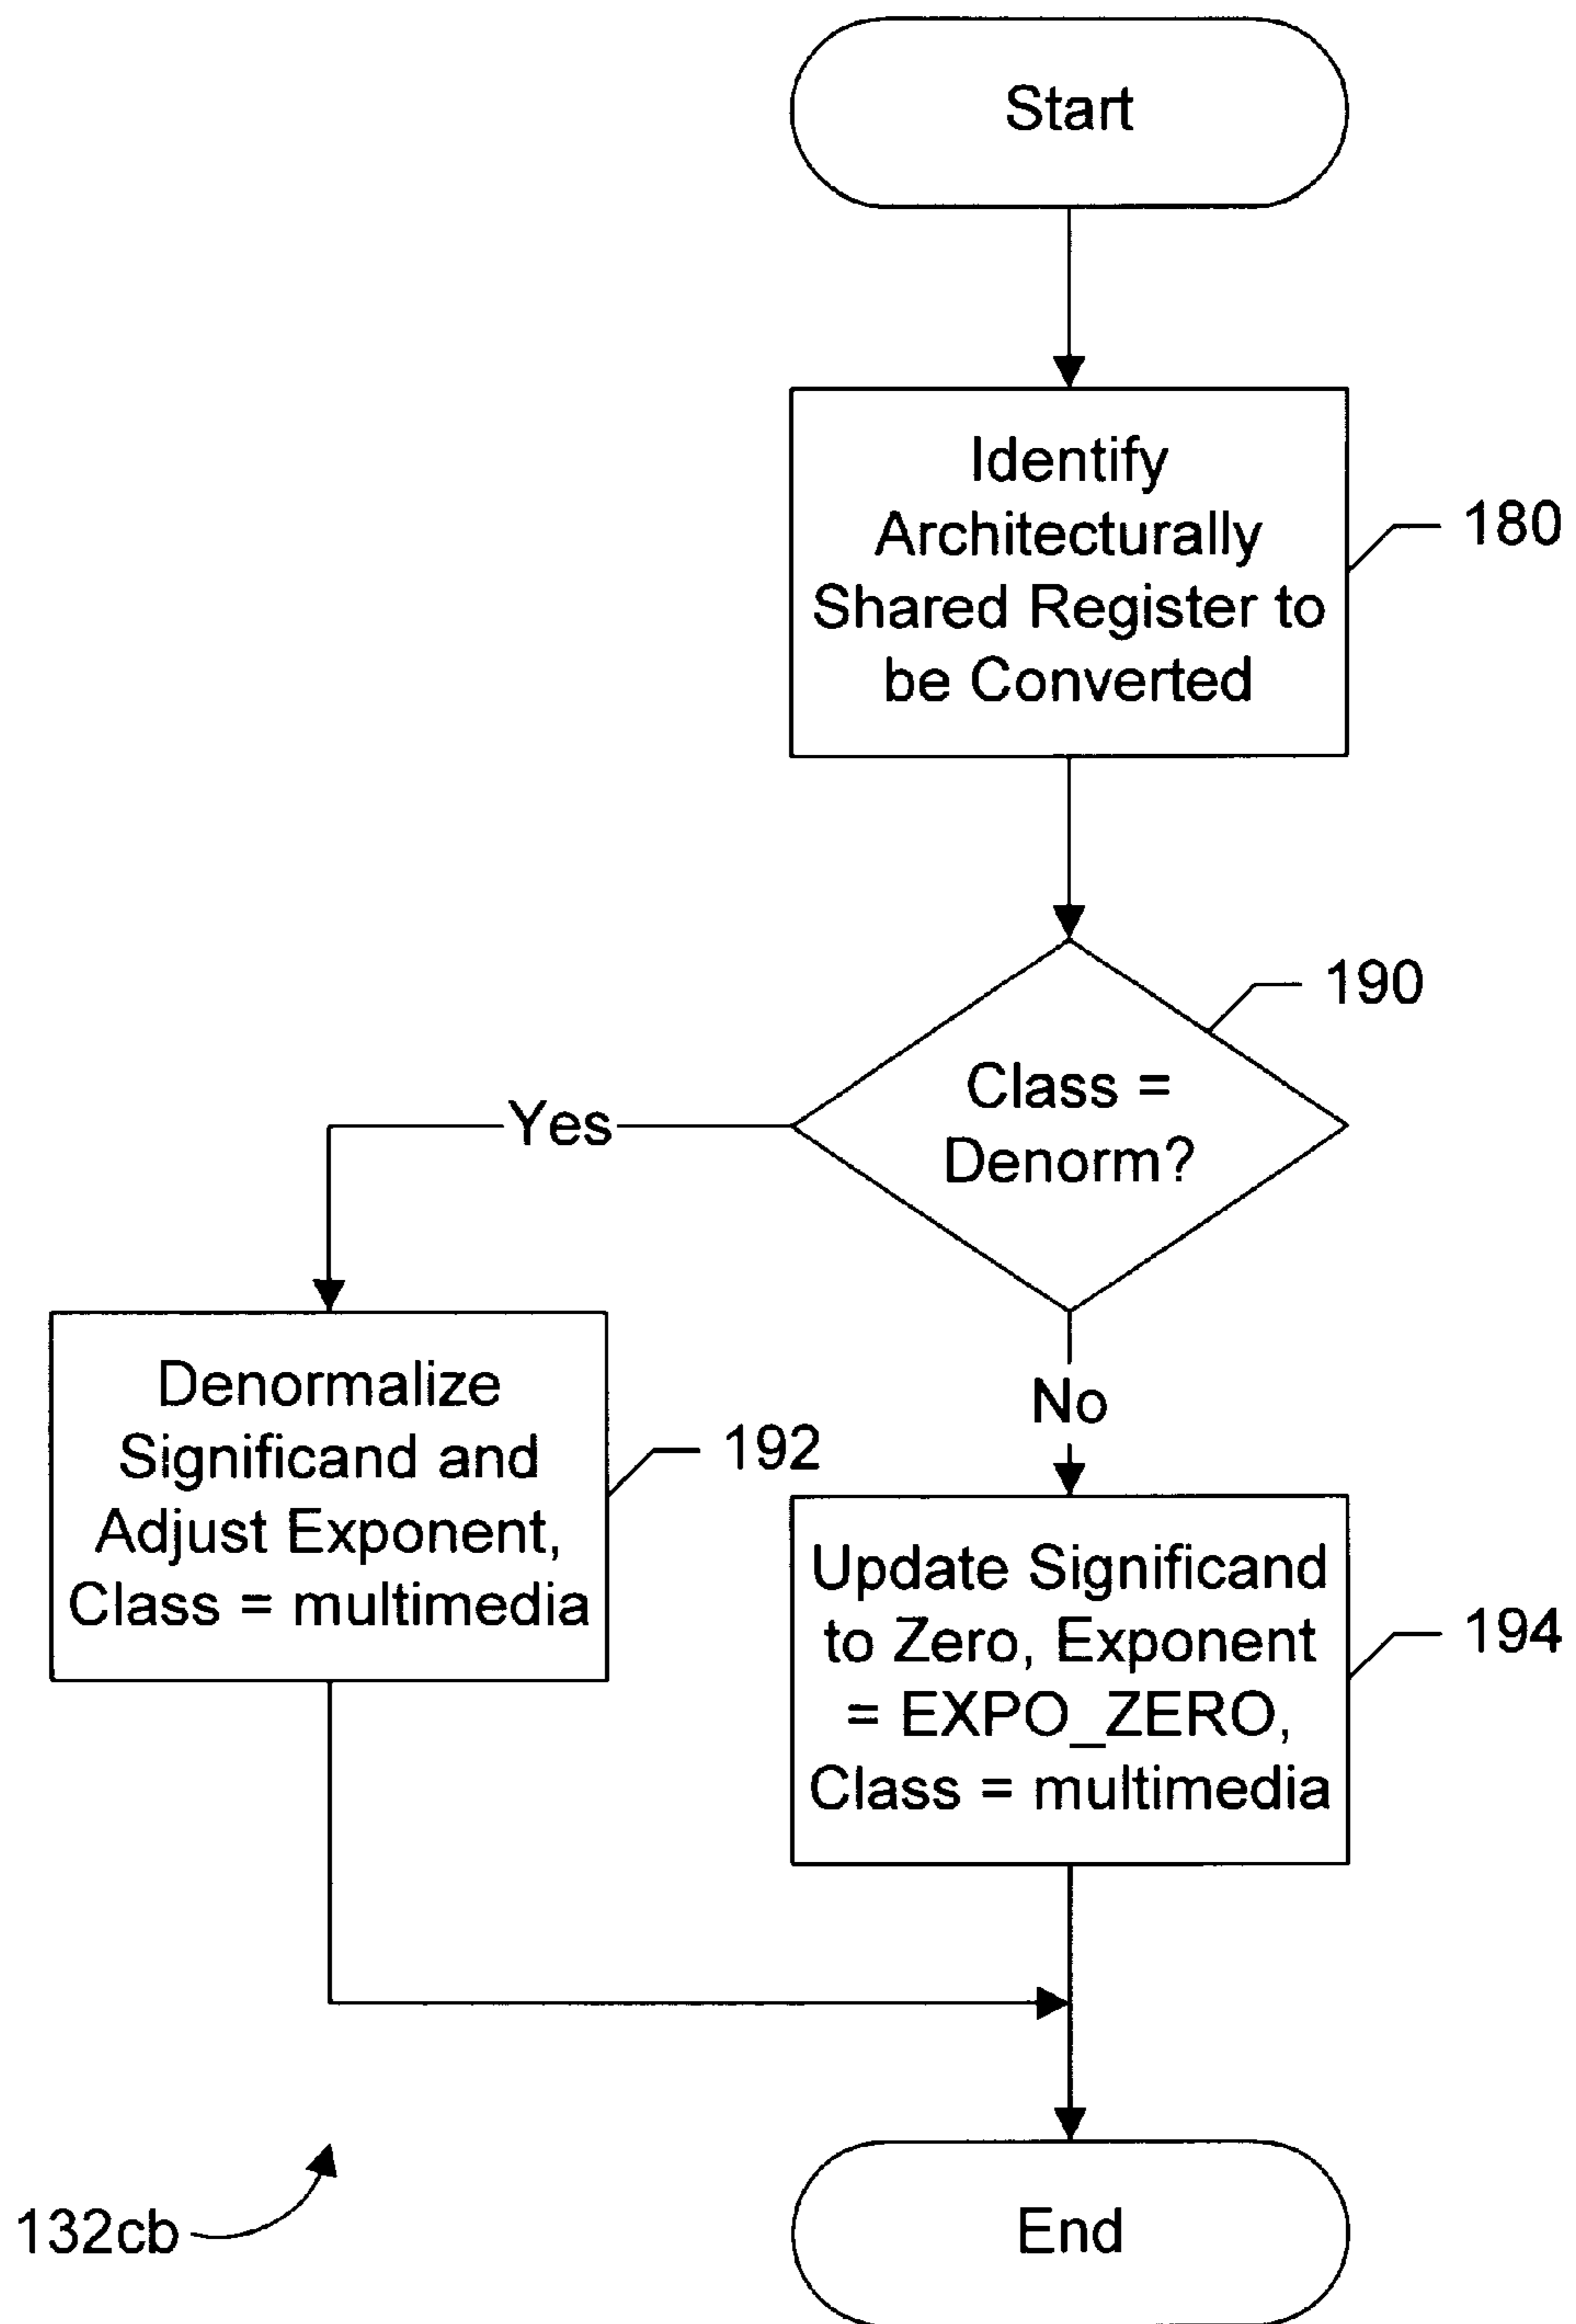 Start
Identify
Architecturally
Shared Register to
be Converted
180
190
Class =
Denorm?
Yes
No
Denormalize
Significand and
Adjust Exponent,
Class = multimedia
192
Update Significand
to Zero, Exponent
= EXPO_ZERO,
Class = multimedia
194
132cb
End